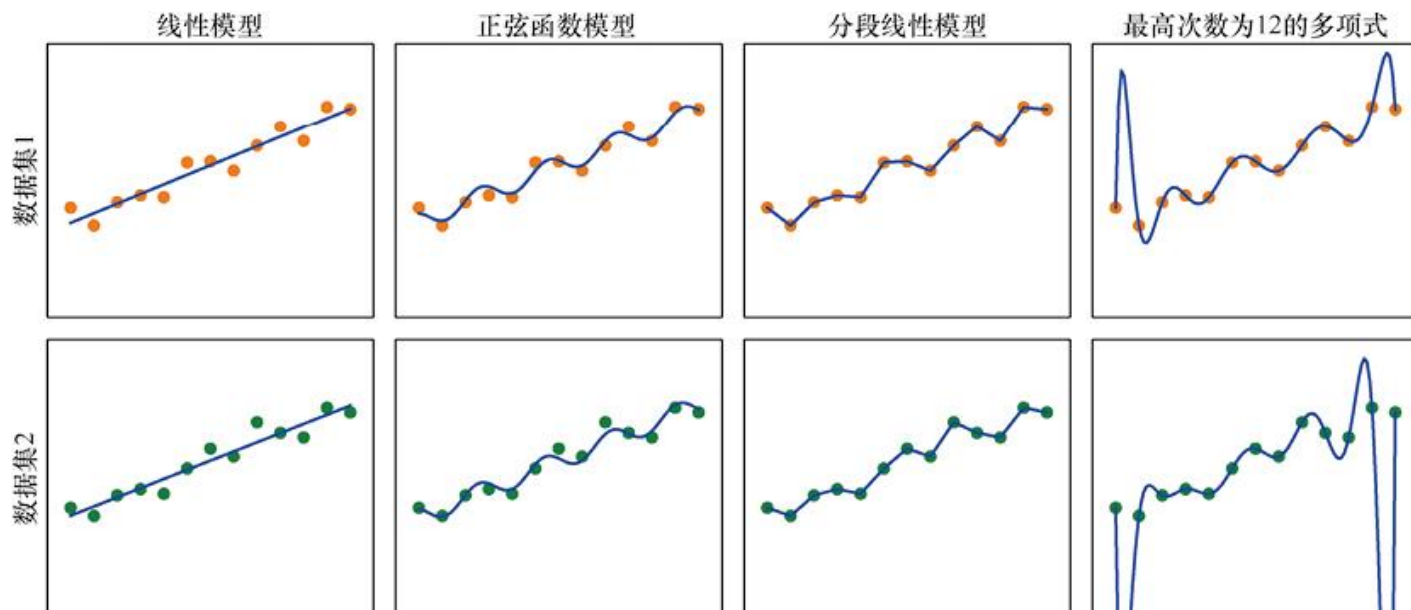 线性模型
正弦函数模型
分段线性模型
最高次数为12的多项式
数据集1
数据集2